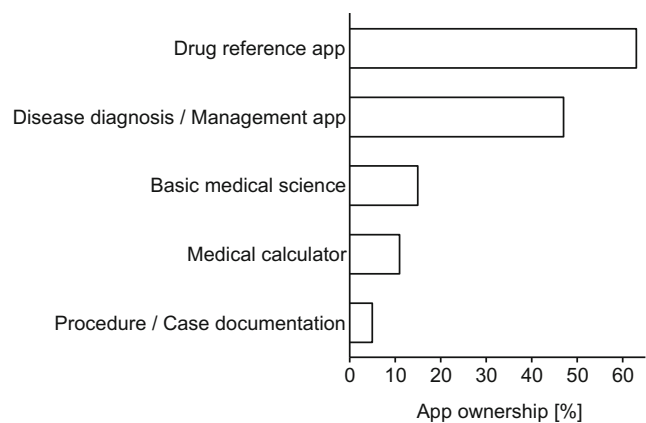 Drug reference app
Disease diagnosis / Management app
Basic medical science
Medical calculator
Procedure / Case documentation
0 10 20 30 40 50 60
App ownership [%]